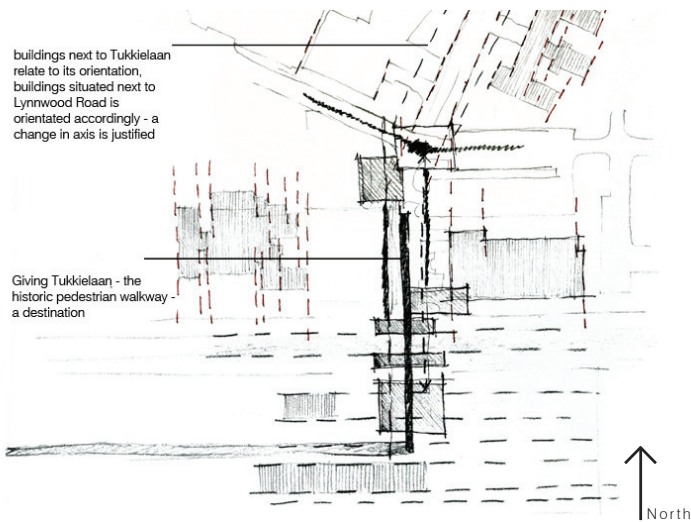 buildings next to Tukkielaan
relate to its orientation,
buildings situated next to
Lynnwood Road is
orientated accordingly - a
change in axis is justified
Giving Tukkielaan - the
historic pedestrian walkway -
a destination
North